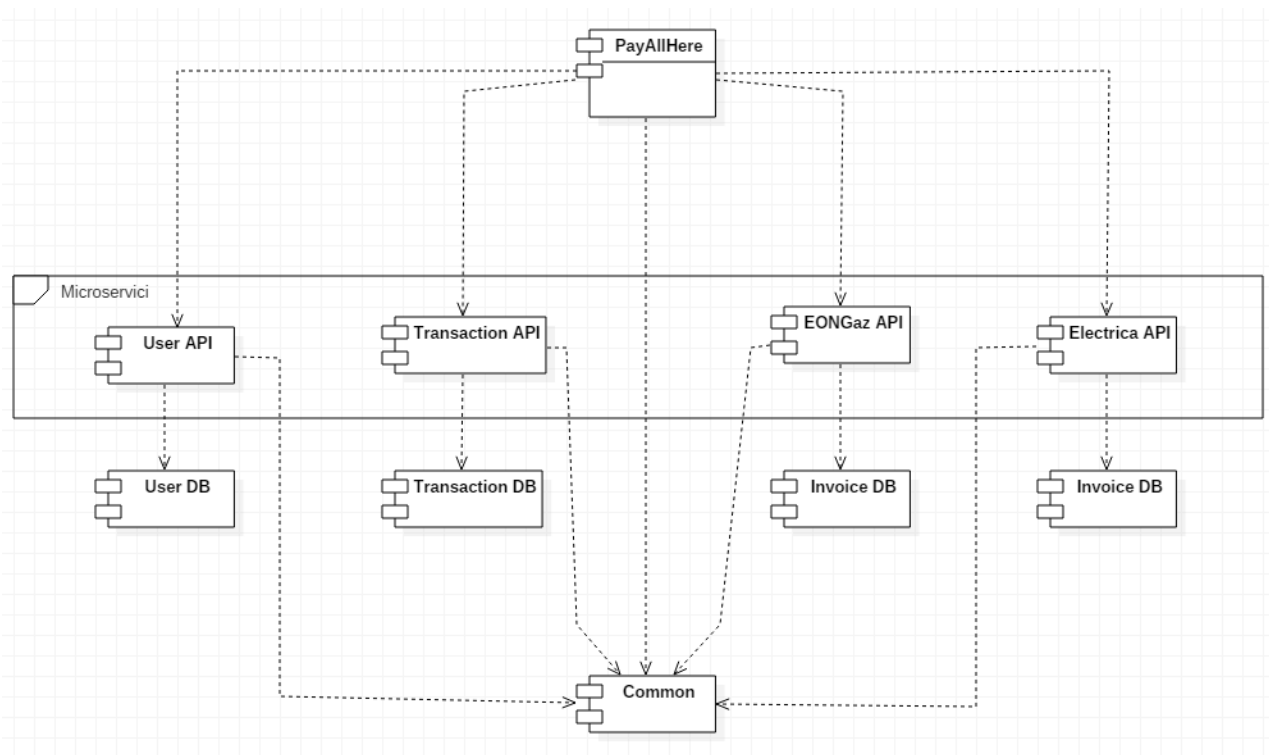 PayAllHere
Microservici
User API
Transaction API
EONGaz API
Electrica API
User DB
Transaction DB
Invoice DB
Invoice DB
Common